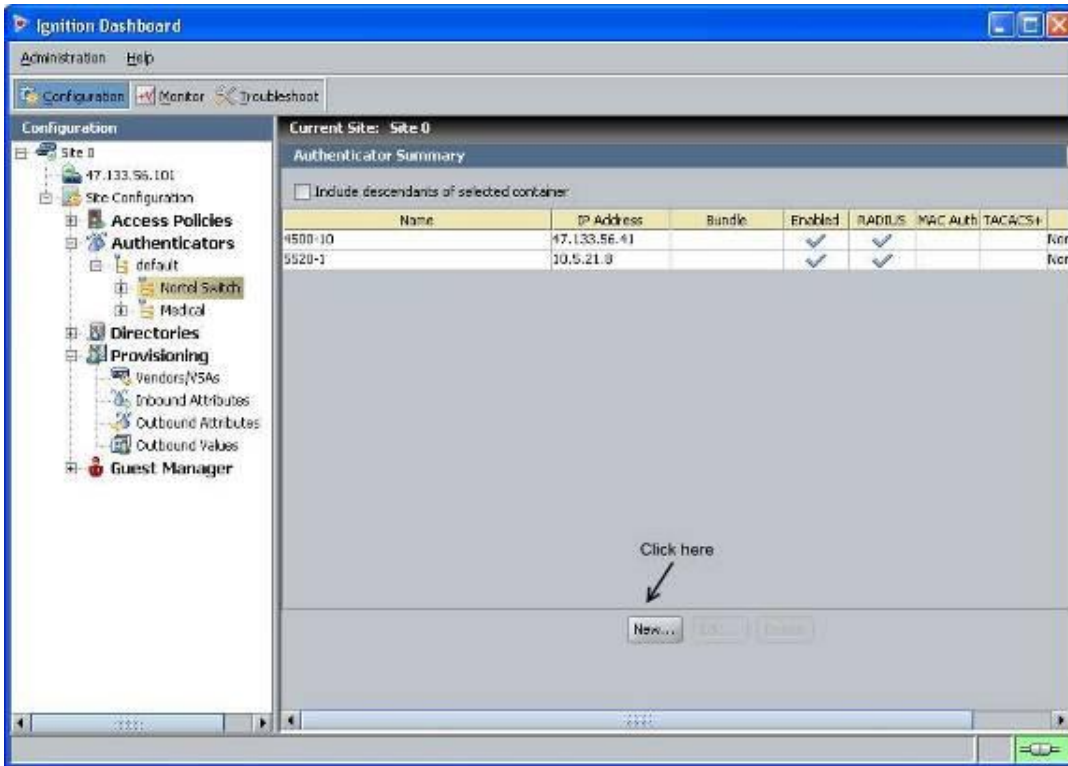 Ignition Dashboard
Administration Help
Configuration Monitor Troubleshoot
Configuration
Current Site: Site 0
Site 0
Authenticator Summary
47.133.56.101
Include descendants of selected container
Site Configuration
Name IP Address Bundle Enabled RADIUS MAC Auth TACACS+
Access Policies
4500-10 47.133.56.41 Nor
Authenticators
5520-1 10.5.21.8 Nor
default
Nortel Switch
Medical
Directories
Provisioning
Vendors/VSAs
Inbound Attributes
Outbound Attributes
Outbound Values
Guest Manager
Click here
New...